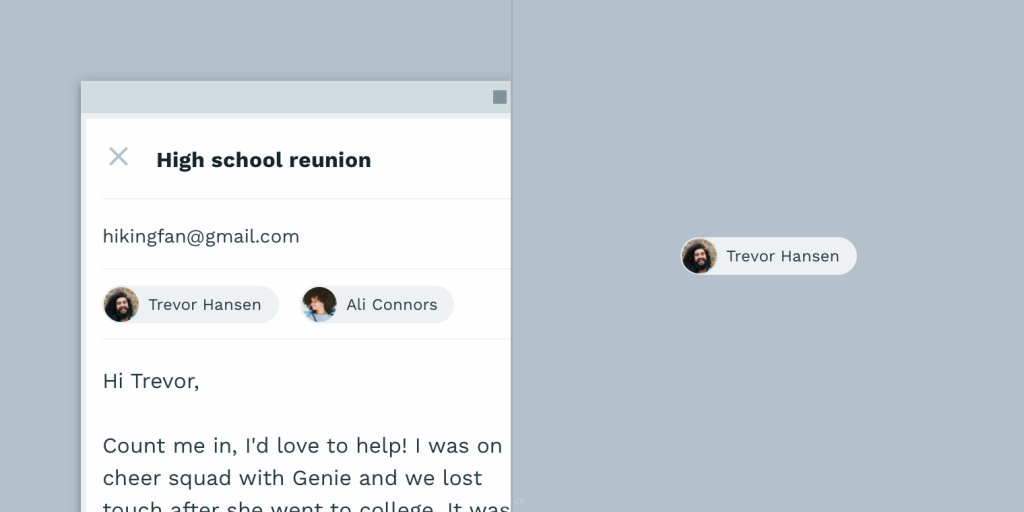 High school reunion
hikingfan@gmail.com
Trevor Hansen
Ali Connors
Hi Trevor,
Count me in, I'd love to help! I was on
cheer squad with Genie and we lost
touch after she went to college. It was
Trevor Hansen